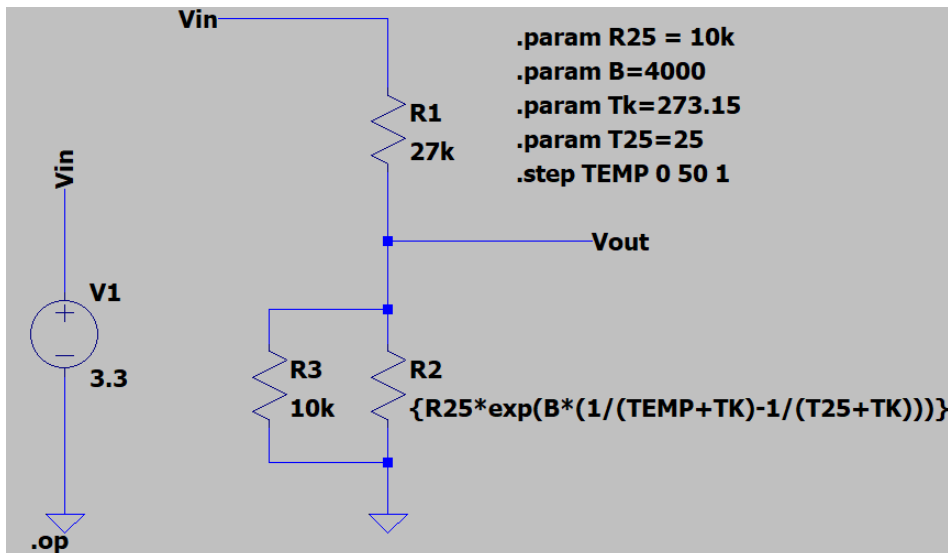 Vin
.param R25 = 10k
.param B=4000
.param Tk=273.15
.param T25=25
.step TEMP 0 50 1
R1
27k
Vin
Vout
V1
3.3
R3
10k
R2
{R25*exp(B*(1/(TEMP+TK)-1/(T25+TK)))}
.op